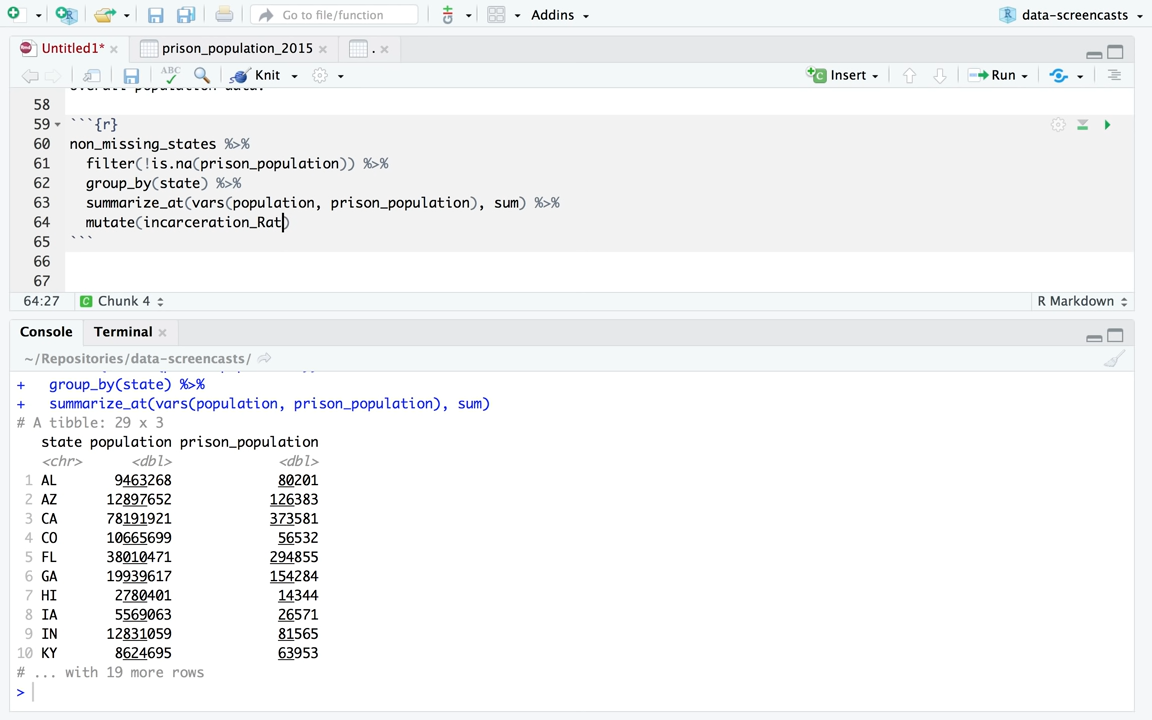 Go to file/function
Addins
data-screencasts
Untitled1*
prison_population_2015
.
ABC
Knit
Insert
Run
overall population data.
58
59 ```{r}
60 non_missing_states %>%
61 filter(!is.na(prison_population)) %>%
62 group_by(state) %>%
63 summarize_at(vars(population, prison_population), sum) %>%
64 mutate(incarceration_Rat)
65 ```
66
67
64:27 Chunk 4 R Markdown
Console Terminal
~/Repositories/data-screencasts/
+ group_by(state) %>%
+ summarize_at(vars(population, prison_population), sum)
# A tibble: 29 x 3
state population prison_population
<chr> <dbl> <dbl>
1 AL 9463268 80201
2 AZ 12897652 126383
3 CA 78191921 373581
4 CO 10665699 56532
5 FL 38010471 294855
6 GA 19939617 154284
7 HI 2780401 14344
8 IA 5569063 26571
9 IN 12831059 81565
10 KY 8624695 63953
# ... with 19 more rows
>